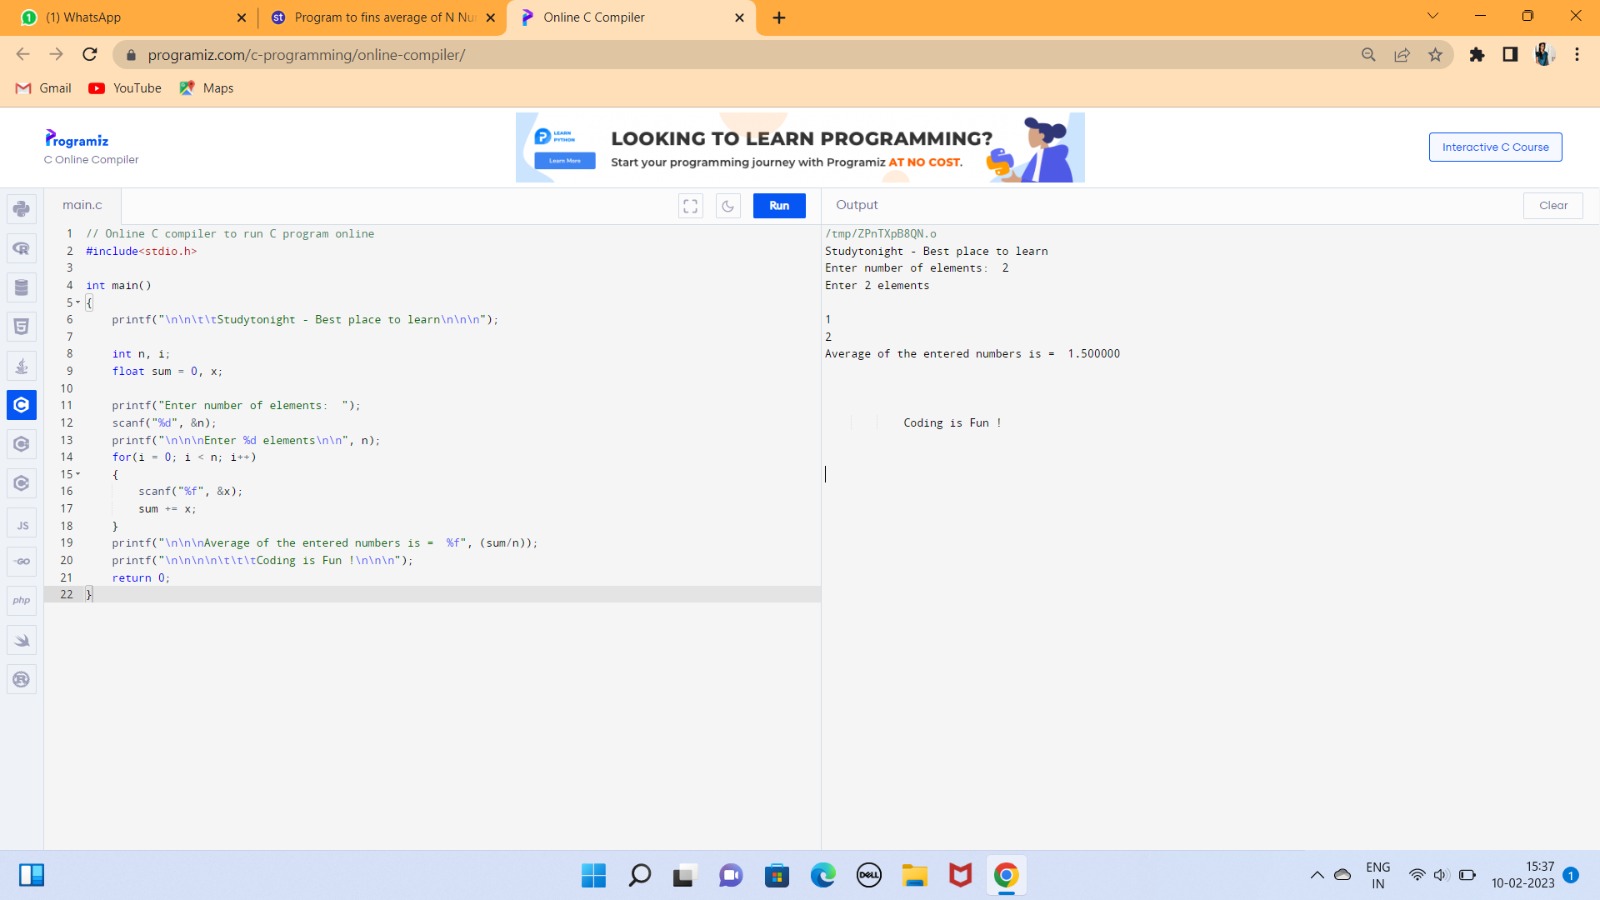 (1) WhatsApp
Program to fins average of N Nu
Online C Compiler
programiz.com/c-programming/online-compiler/
Gmail
YouTube
Maps
Programiz
C Online Compiler
LEARN
PYTHON
Learn More
LOOKING TO LEARN PROGRAMMING?
Start your programming journey with Programiz AT NO COST.
Interactive C Course
main.c
Run
Output
Clear
1 // Online C compiler to run C program online
2 #include<stdio.h>
3
4 int main()
5 {
6 printf("\n\n\t\tStudytonight - Best place to learn\n\n\n");
7
8 int n, i;
9 float sum = 0, x;
10
11 printf("Enter number of elements:  ");
12 scanf("%d", &n);
13 printf("\n\n\nEnter %d elements\n\n", n);
14 for(i = 0; i < n; i++)
15 {
16 scanf("%f", &x);
17 sum += x;
18 }
19 printf("\n\n\nAverage of the entered numbers is =  %f", (sum/n));
20 printf("\n\n\n\n\t\t\tCoding is Fun !\n\n\n");
21 return 0;
22 }
/tmp/ZPnTXpB8QN.o
Studytonight - Best place to learn
Enter number of elements:  2
Enter 2 elements
1
2
Average of the entered numbers is =  1.500000
Coding is Fun !
JS
GO
php
DELL
ENG
IN
15:37
10-02-2023
1